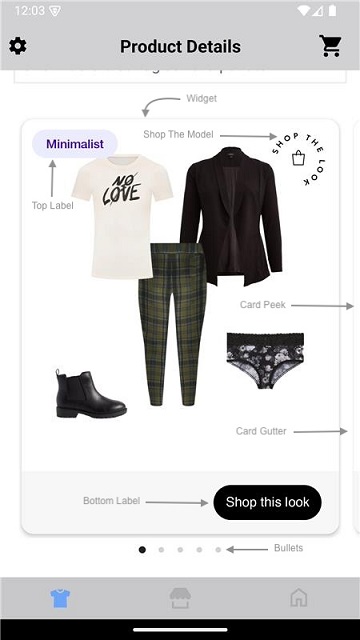 12:03
Product Details
Widget
Shop The Model
SHOP THE LOOK
Minimalist
Top Label
NO
LOVE
Card Peek
Card Gutter
Bottom Label
Shop this look
Bullets